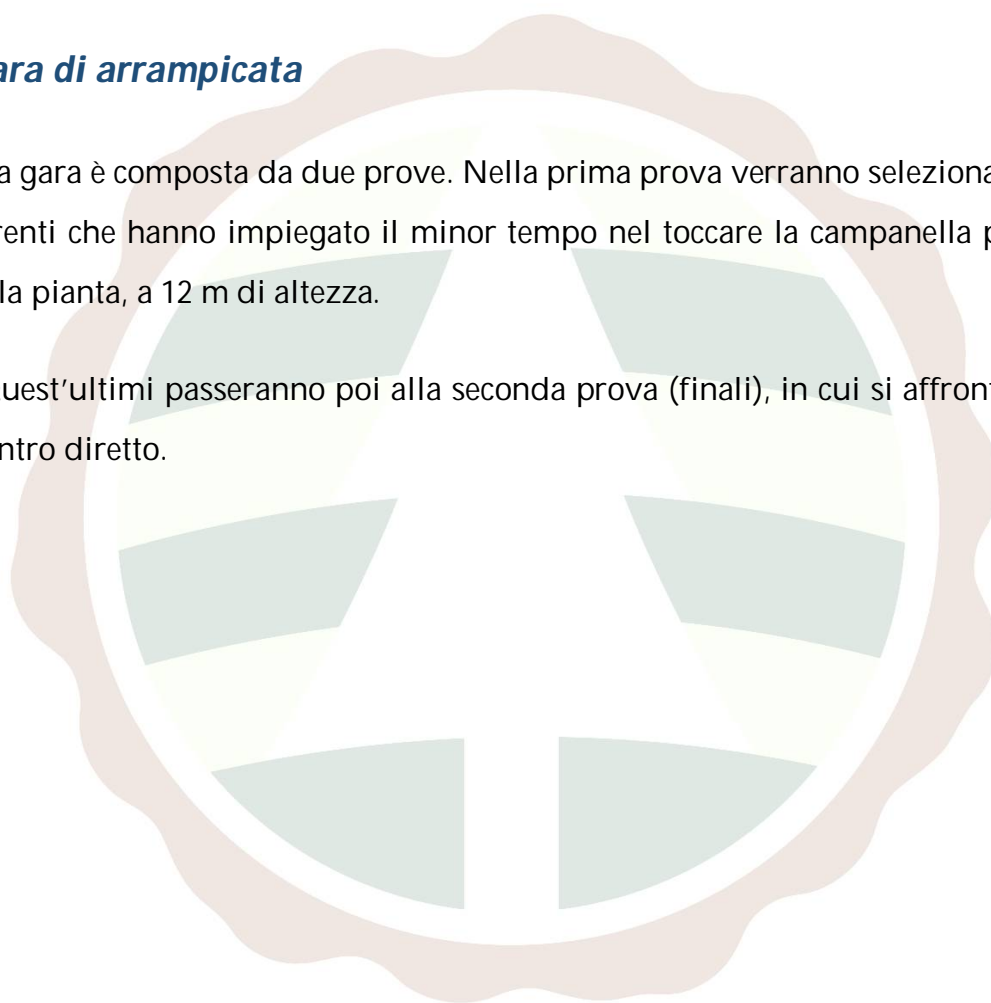 ara di arrampicata
a gara è composta da due prove. Nella prima prova verranno seleziona
renti che hanno impiegato il minor tempo nel toccare la campanella p
la pianta, a 12 m di altezza.
uest'ultimi passeranno poi alla seconda prova (finali), in cui si affront
ntro diretto.